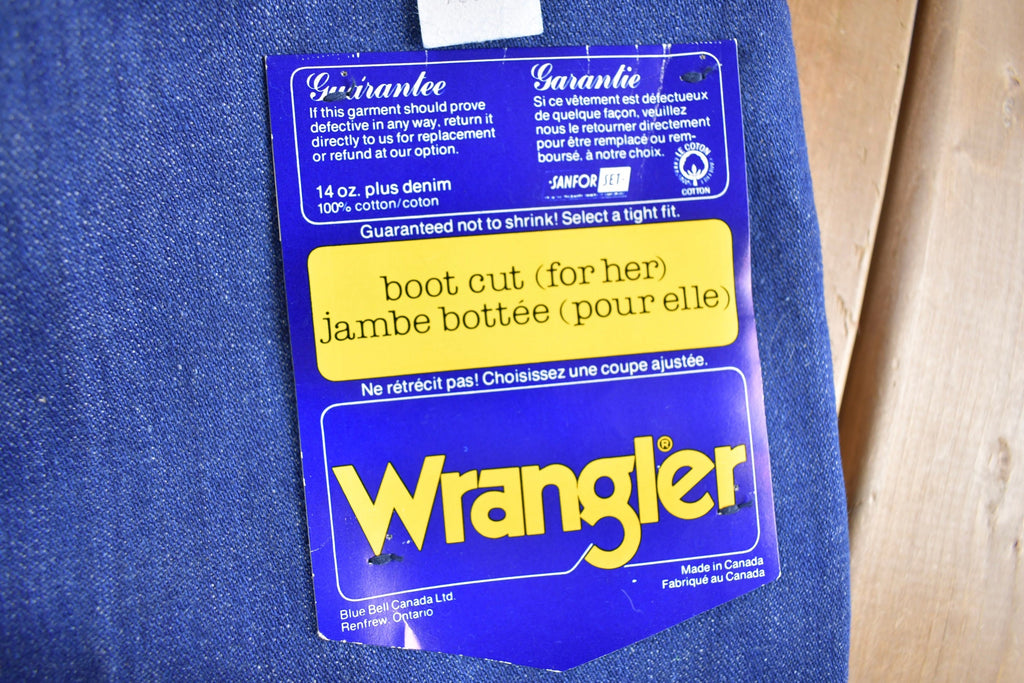 Guarantee
If this garment should prove
defective in any way, return it
directly to us for replacement
or refund at our option.
14 oz. plus denim
100% cotton/coton
Garantie
Si ce vêtement est défectueux
de quelque façon, veuillez
nous le retourner directement
pour être remplacé ou rem-
boursé, à notre choix.
SANFOR SET
LE COTON
COTTON
Guaranteed not to shrink! Select a tight fit.
boot cut (for her)
jambe bottée (pour elle)
Ne rétrécit pas! Choisissez une coupe ajustée.
Wrangler®
Blue Bell Canada Ltd.
Renfrew, Ontario
Made in Canada
Fabriqué au Canada